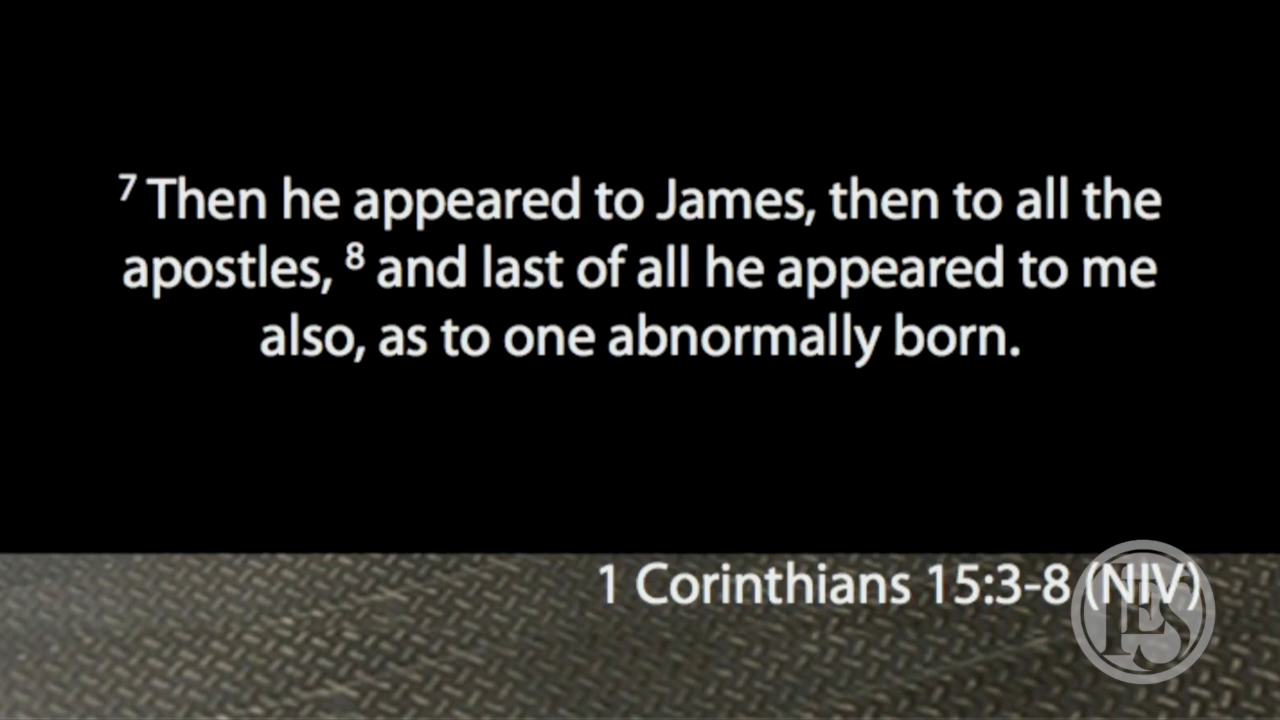 ⁷ Then he appeared to James, then to all the
apostles, ⁸ and last of all he appeared to me
also, as to one abnormally born.
1 Corinthians 15:3-8 (NIV)